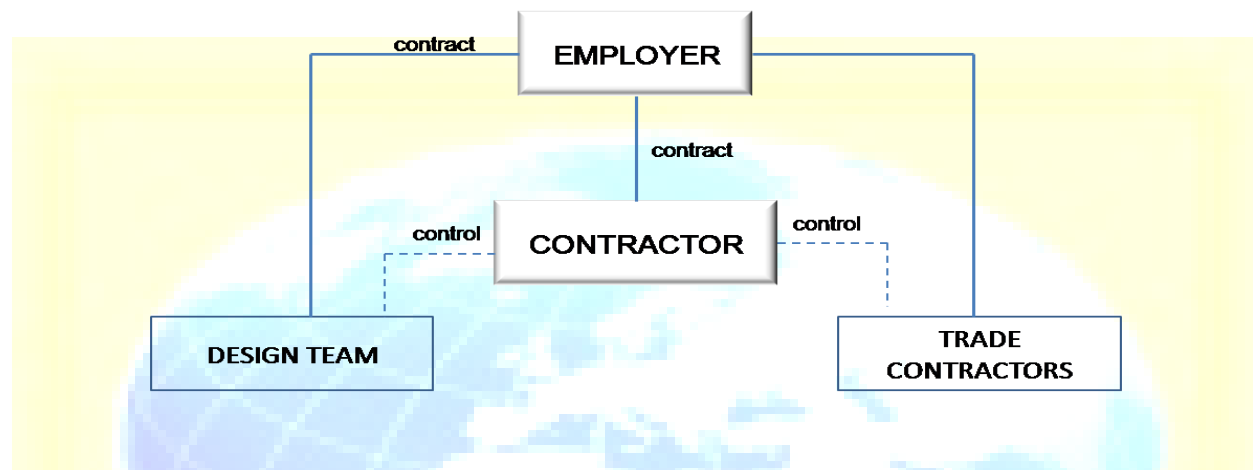 contract
EMPLOYER
contract
control
CONTRACTOR
control
DESIGN TEAM
TRADE
CONTRACTORS